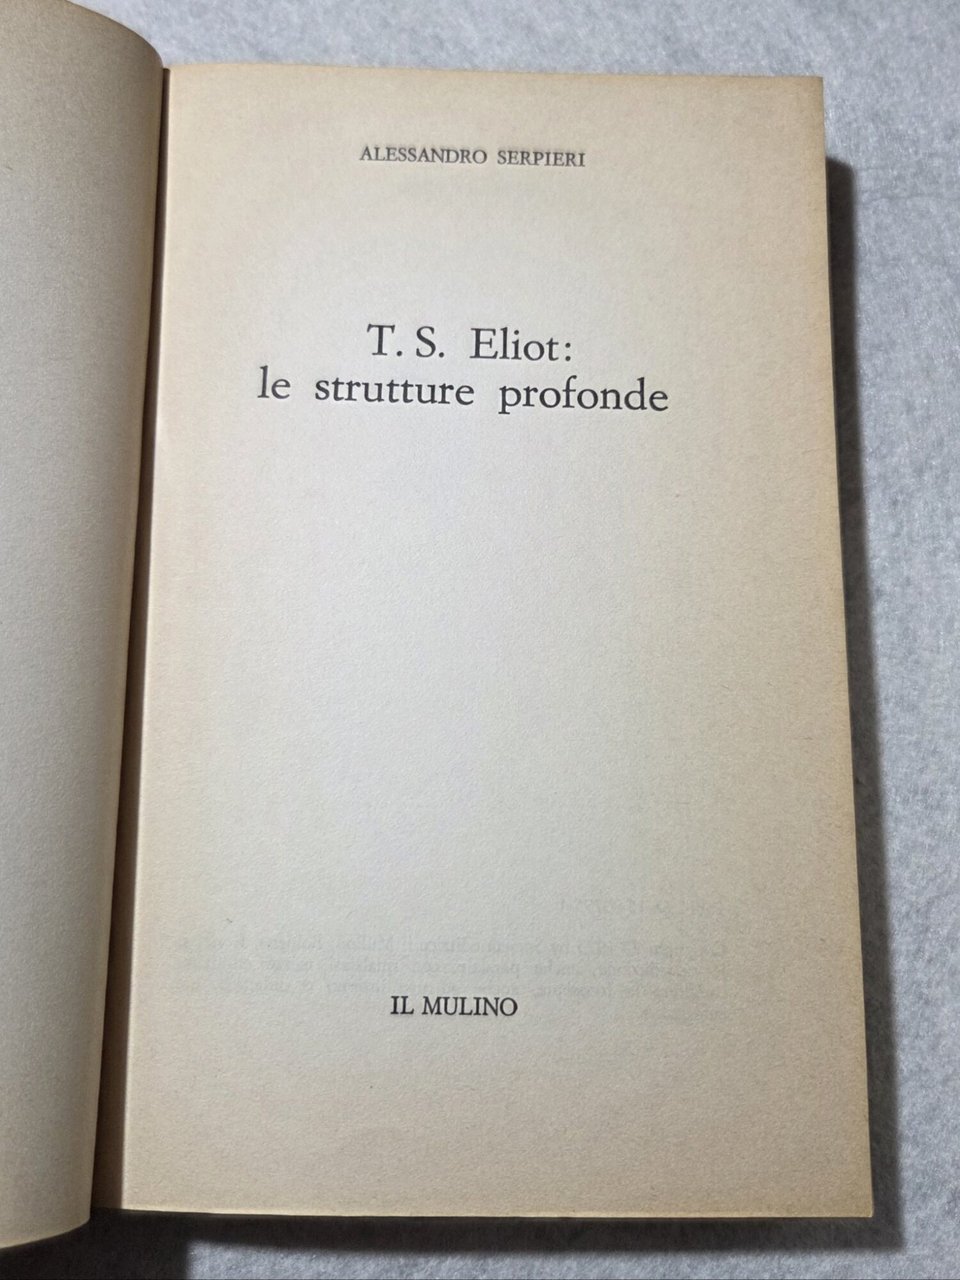 ALESSANDRO SERPIERI
T. S. Eliot:
le strutture profonde
IL MULINO